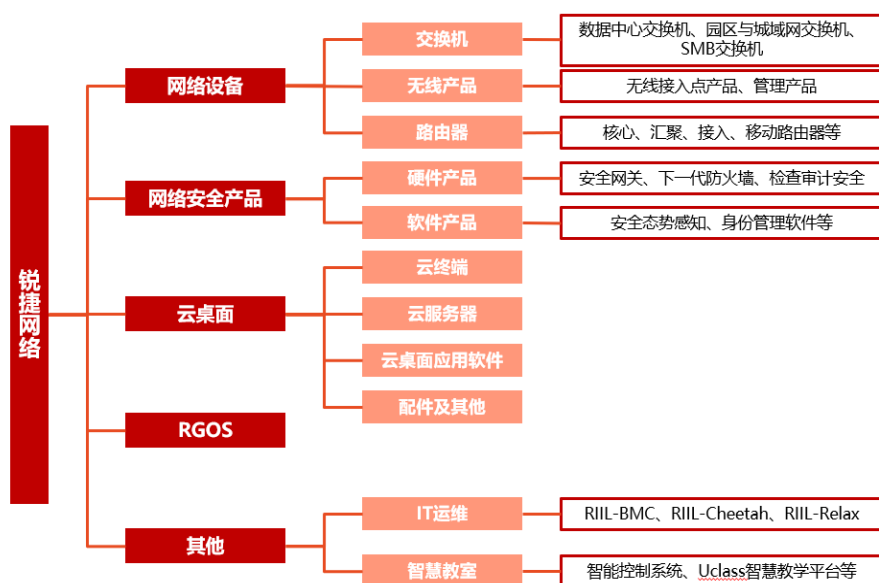 锐捷网络
网络设备
交换机
数据中心交换机、园区与城域网交换机、
SMB交换机
无线产品
无线接入点产品、管理产品
路由器
核心、汇聚、接入、移动路由器等
网络安全产品
硬件产品
安全网关、下一代防火墙、检查审计安全
软件产品
安全态势感知、身份管理软件等
云桌面
云终端
云服务器
云桌面应用软件
配件及其他
RGOS
其他
IT运维
RIIL-BMC、RIIL-Cheetah、RIIL-Relax
智慧教室
智能控制系统、Uclass智慧教学平台等